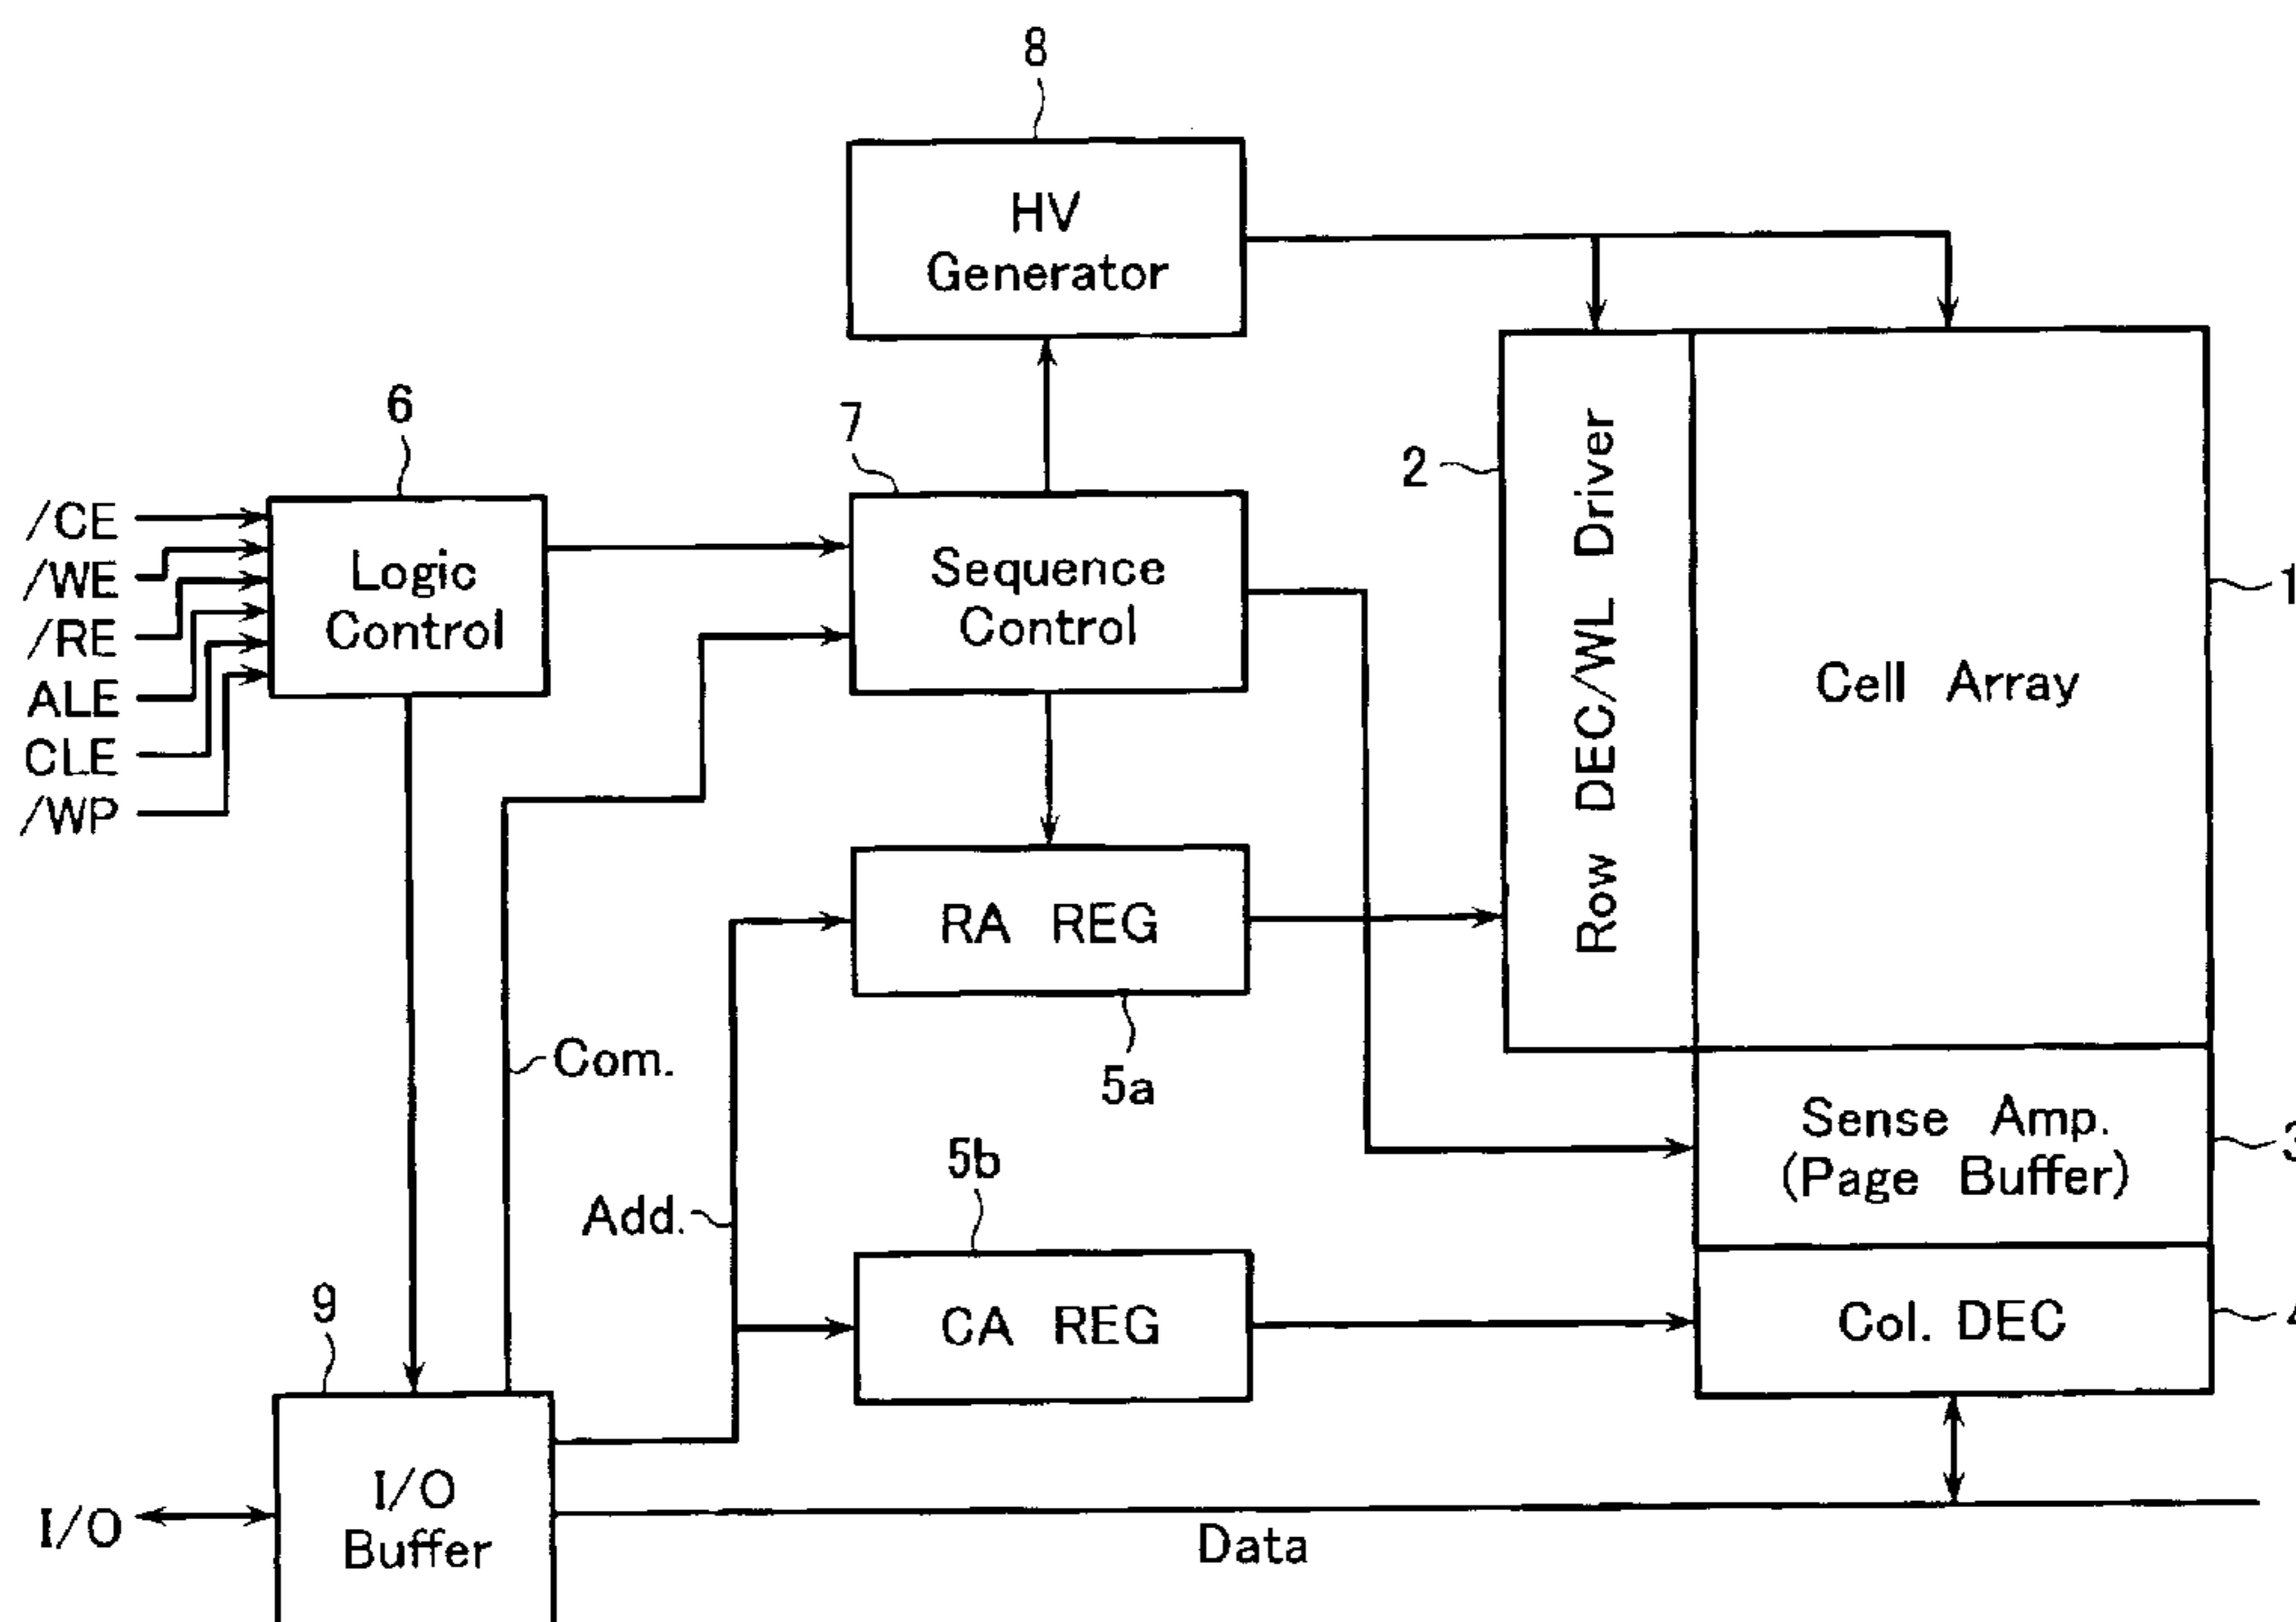 8
HV
Generator
6
7
2
/CE
/WE
/RE
ALE
CLE
/WP
Logic
Control
Sequence
Control
Row DEC/WL Driver
Cell Array
1
RA REG
5a
Com.
Add.
5b
CA REG
Sense Amp.
(Page Buffer)
3
Col. DEC
4
9
I/O
I/O
Buffer
Data